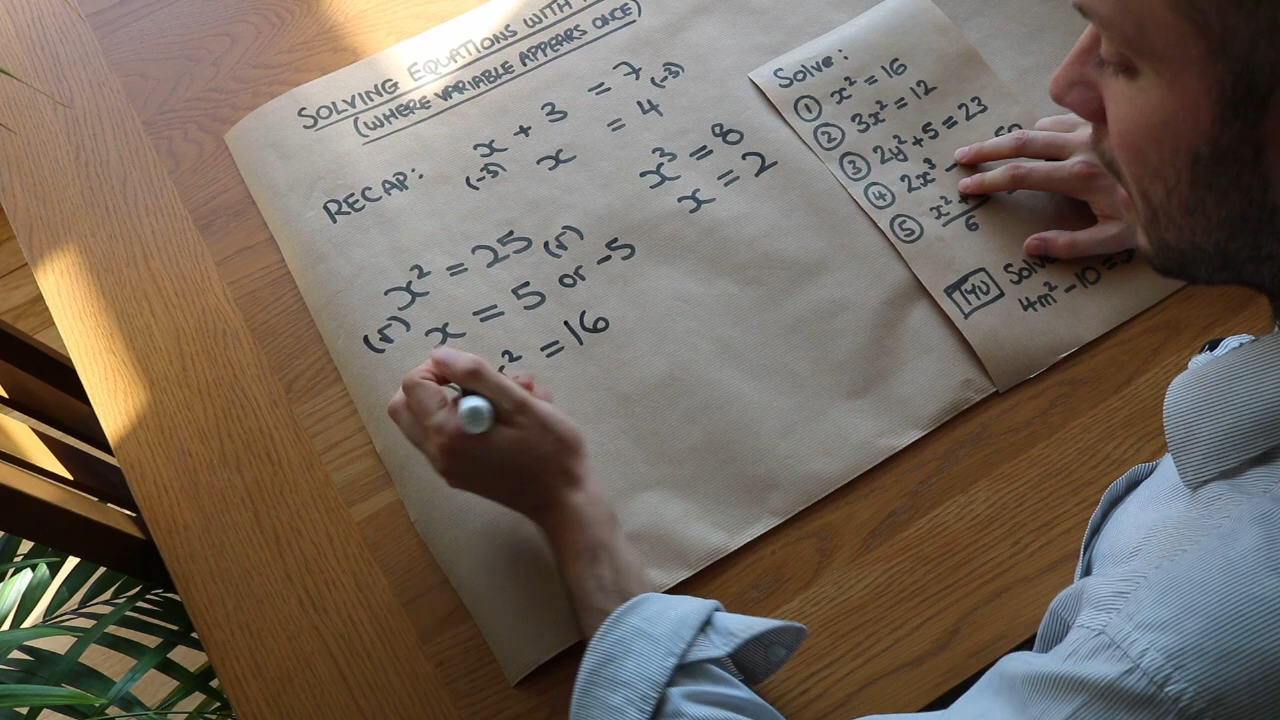 SOLVING EQUATIONS WITH
(WHERE VARIABLE APPEARS ONCE)
RECAP:
x + 3 = 7
(-3) x = 4 (-3)
x² = 25 (√)
(√) x = 5 or -5
x³ = 8
x = 2
² = 16
Solve:
① x² = 16
② 3x² = 12
③ 2y² + 5 = 23
④ 2x³ -
⑤ x² +
6
140 Solve
4m² - 10 =